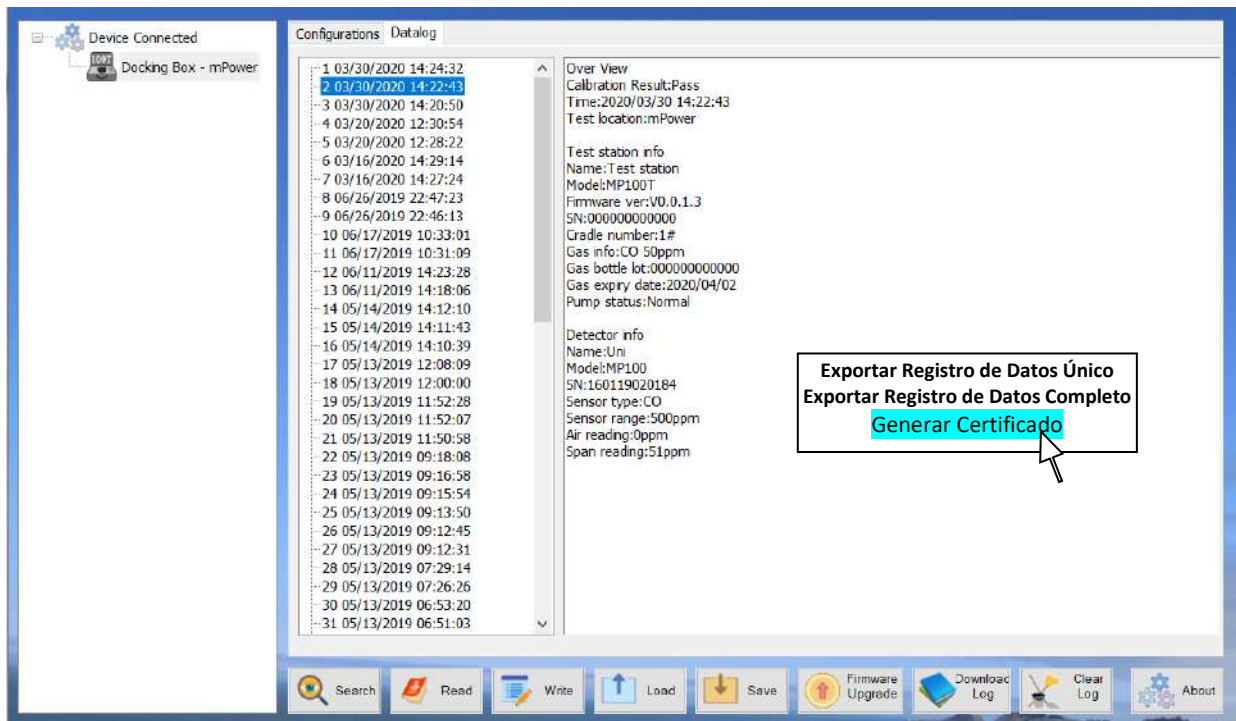 Device Connected
Docking Box - mPower
Configurations Datalog
1 03/30/2020 14:24:32
2 03/30/2020 14:22:43
3 03/30/2020 14:20:50
4 03/20/2020 12:30:54
5 03/20/2020 12:28:22
6 03/16/2020 14:29:14
7 03/16/2020 14:27:24
8 06/26/2019 22:47:23
9 06/26/2019 22:46:13
10 06/17/2019 10:33:01
11 06/17/2019 10:31:09
12 06/11/2019 14:23:28
13 06/11/2019 14:18:06
14 05/14/2019 14:12:10
15 05/14/2019 14:11:43
16 05/14/2019 14:10:39
17 05/13/2019 12:08:09
18 05/13/2019 12:00:00
19 05/13/2019 11:52:28
20 05/13/2019 11:52:07
21 05/13/2019 11:50:58
22 05/13/2019 09:18:08
23 05/13/2019 09:16:58
24 05/13/2019 09:15:54
25 05/13/2019 09:13:50
26 05/13/2019 09:12:45
27 05/13/2019 09:12:31
28 05/13/2019 07:29:14
29 05/13/2019 07:26:26
30 05/13/2019 06:53:20
31 05/13/2019 06:51:03
Over View
Calibration Result:Pass
Time:2020/03/30 14:22:43
Test location:mPower
Test station info
Name:Test station
Model:MP100T
Firmware ver:V0.0.1.3
SN:000000000000
Cradle number:1#
Gas info:CO 50ppm
Gas bottle lot:000000000000
Gas expiry date:2020/04/02
Pump status:Normal
Detector info
Name:Uni
Model:MP100
SN:160119020184
Sensor type:CO
Sensor range:500ppm
Air reading:0ppm
Span reading:51ppm
Exportar Registro de Datos Único
Exportar Registro de Datos Completo
Generar Certificado
Search
Read
Write
Load
Save
Firmware
Upgrade
Downloac
Log
Clear
Log
About